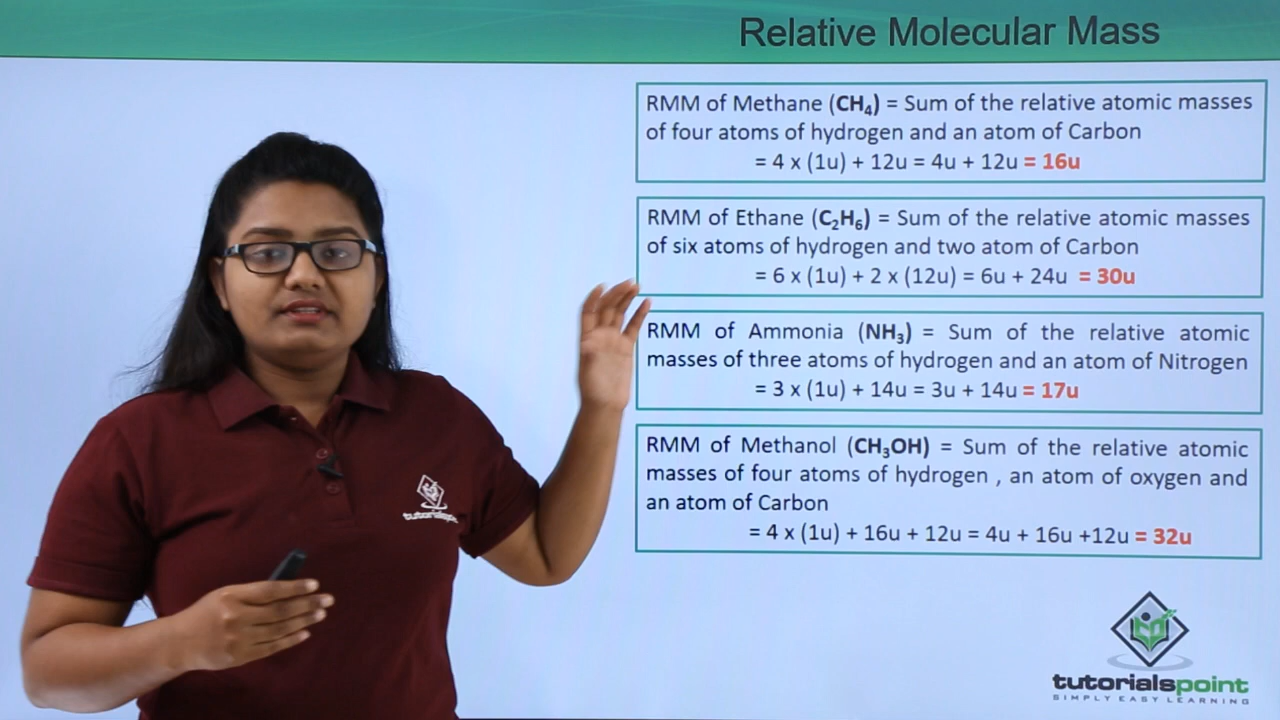 Relative Molecular Mass
RMM of Methane (CH₄) = Sum of the relative atomic masses
of four atoms of hydrogen and an atom of Carbon
= 4 x (1u) + 12u = 4u + 12u = 16u
RMM of Ethane (C₂H₆) = Sum of the relative atomic masses
of six atoms of hydrogen and two atom of Carbon
= 6 x (1u) + 2 x (12u) = 6u + 24u = 30u
RMM of Ammonia (NH₃) = Sum of the relative atomic
masses of three atoms of hydrogen and an atom of Nitrogen
= 3 x (1u) + 14u = 3u + 14u = 17u
RMM of Methanol (CH₃OH) = Sum of the relative atomic
masses of four atoms of hydrogen , an atom of oxygen and
an atom of Carbon
= 4 x (1u) + 16u + 12u = 4u + 16u +12u = 32u
tutorialspoint
SIMPLY EASY LEARNING